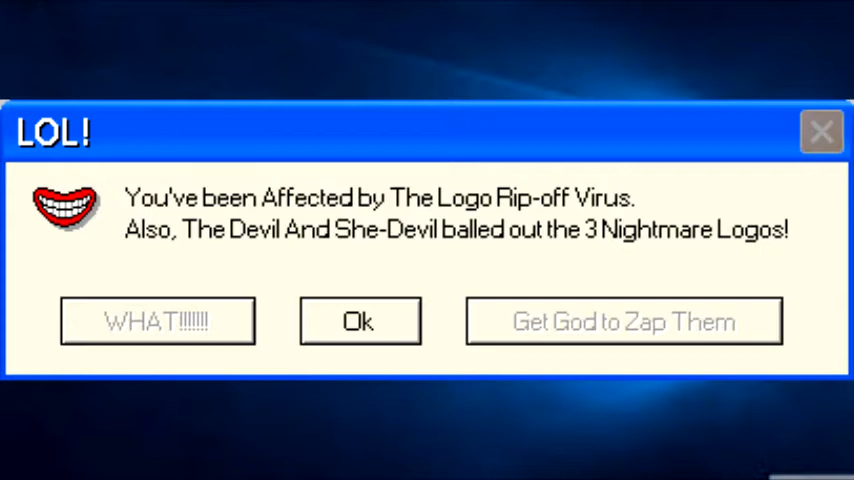 LOL!
You've been Affected by The Logo Rip-off Virus.
Also, The Devil And She-Devil balled out the 3 Nightmare Logos!
WHAT!!!!!!! Ok Get God to Zap Them